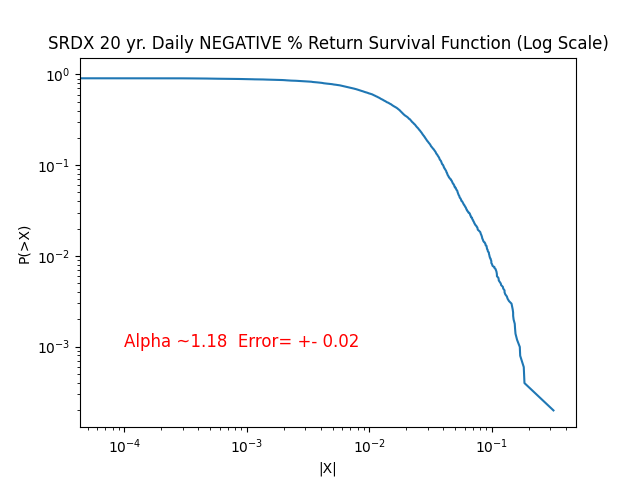 SRDX 20 yr. Daily NEGATIVE % Return Survival Function (Log Scale)
10⁰
10⁻¹
10⁻²
10⁻³
P(>X)
Alpha ~1.18  Error= +- 0.02
10⁻⁴ 10⁻³ 10⁻² 10⁻¹
|X|